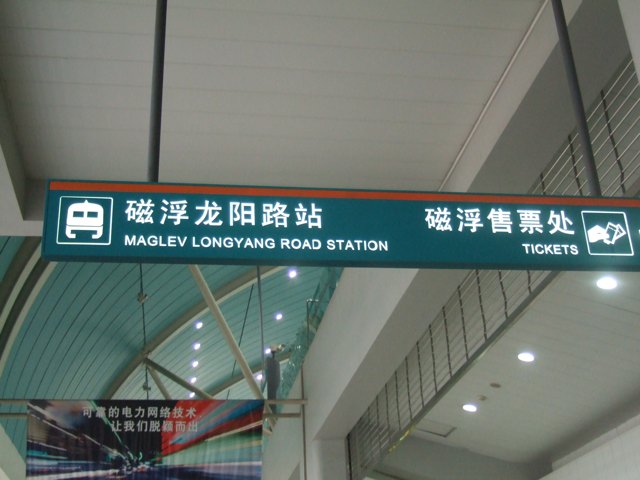 磁浮龙阳路站
MAGLEV LONGYANG ROAD STATION
磁浮售票处
TICKETS
可靠的电力网络技术
让我们脱颖而出